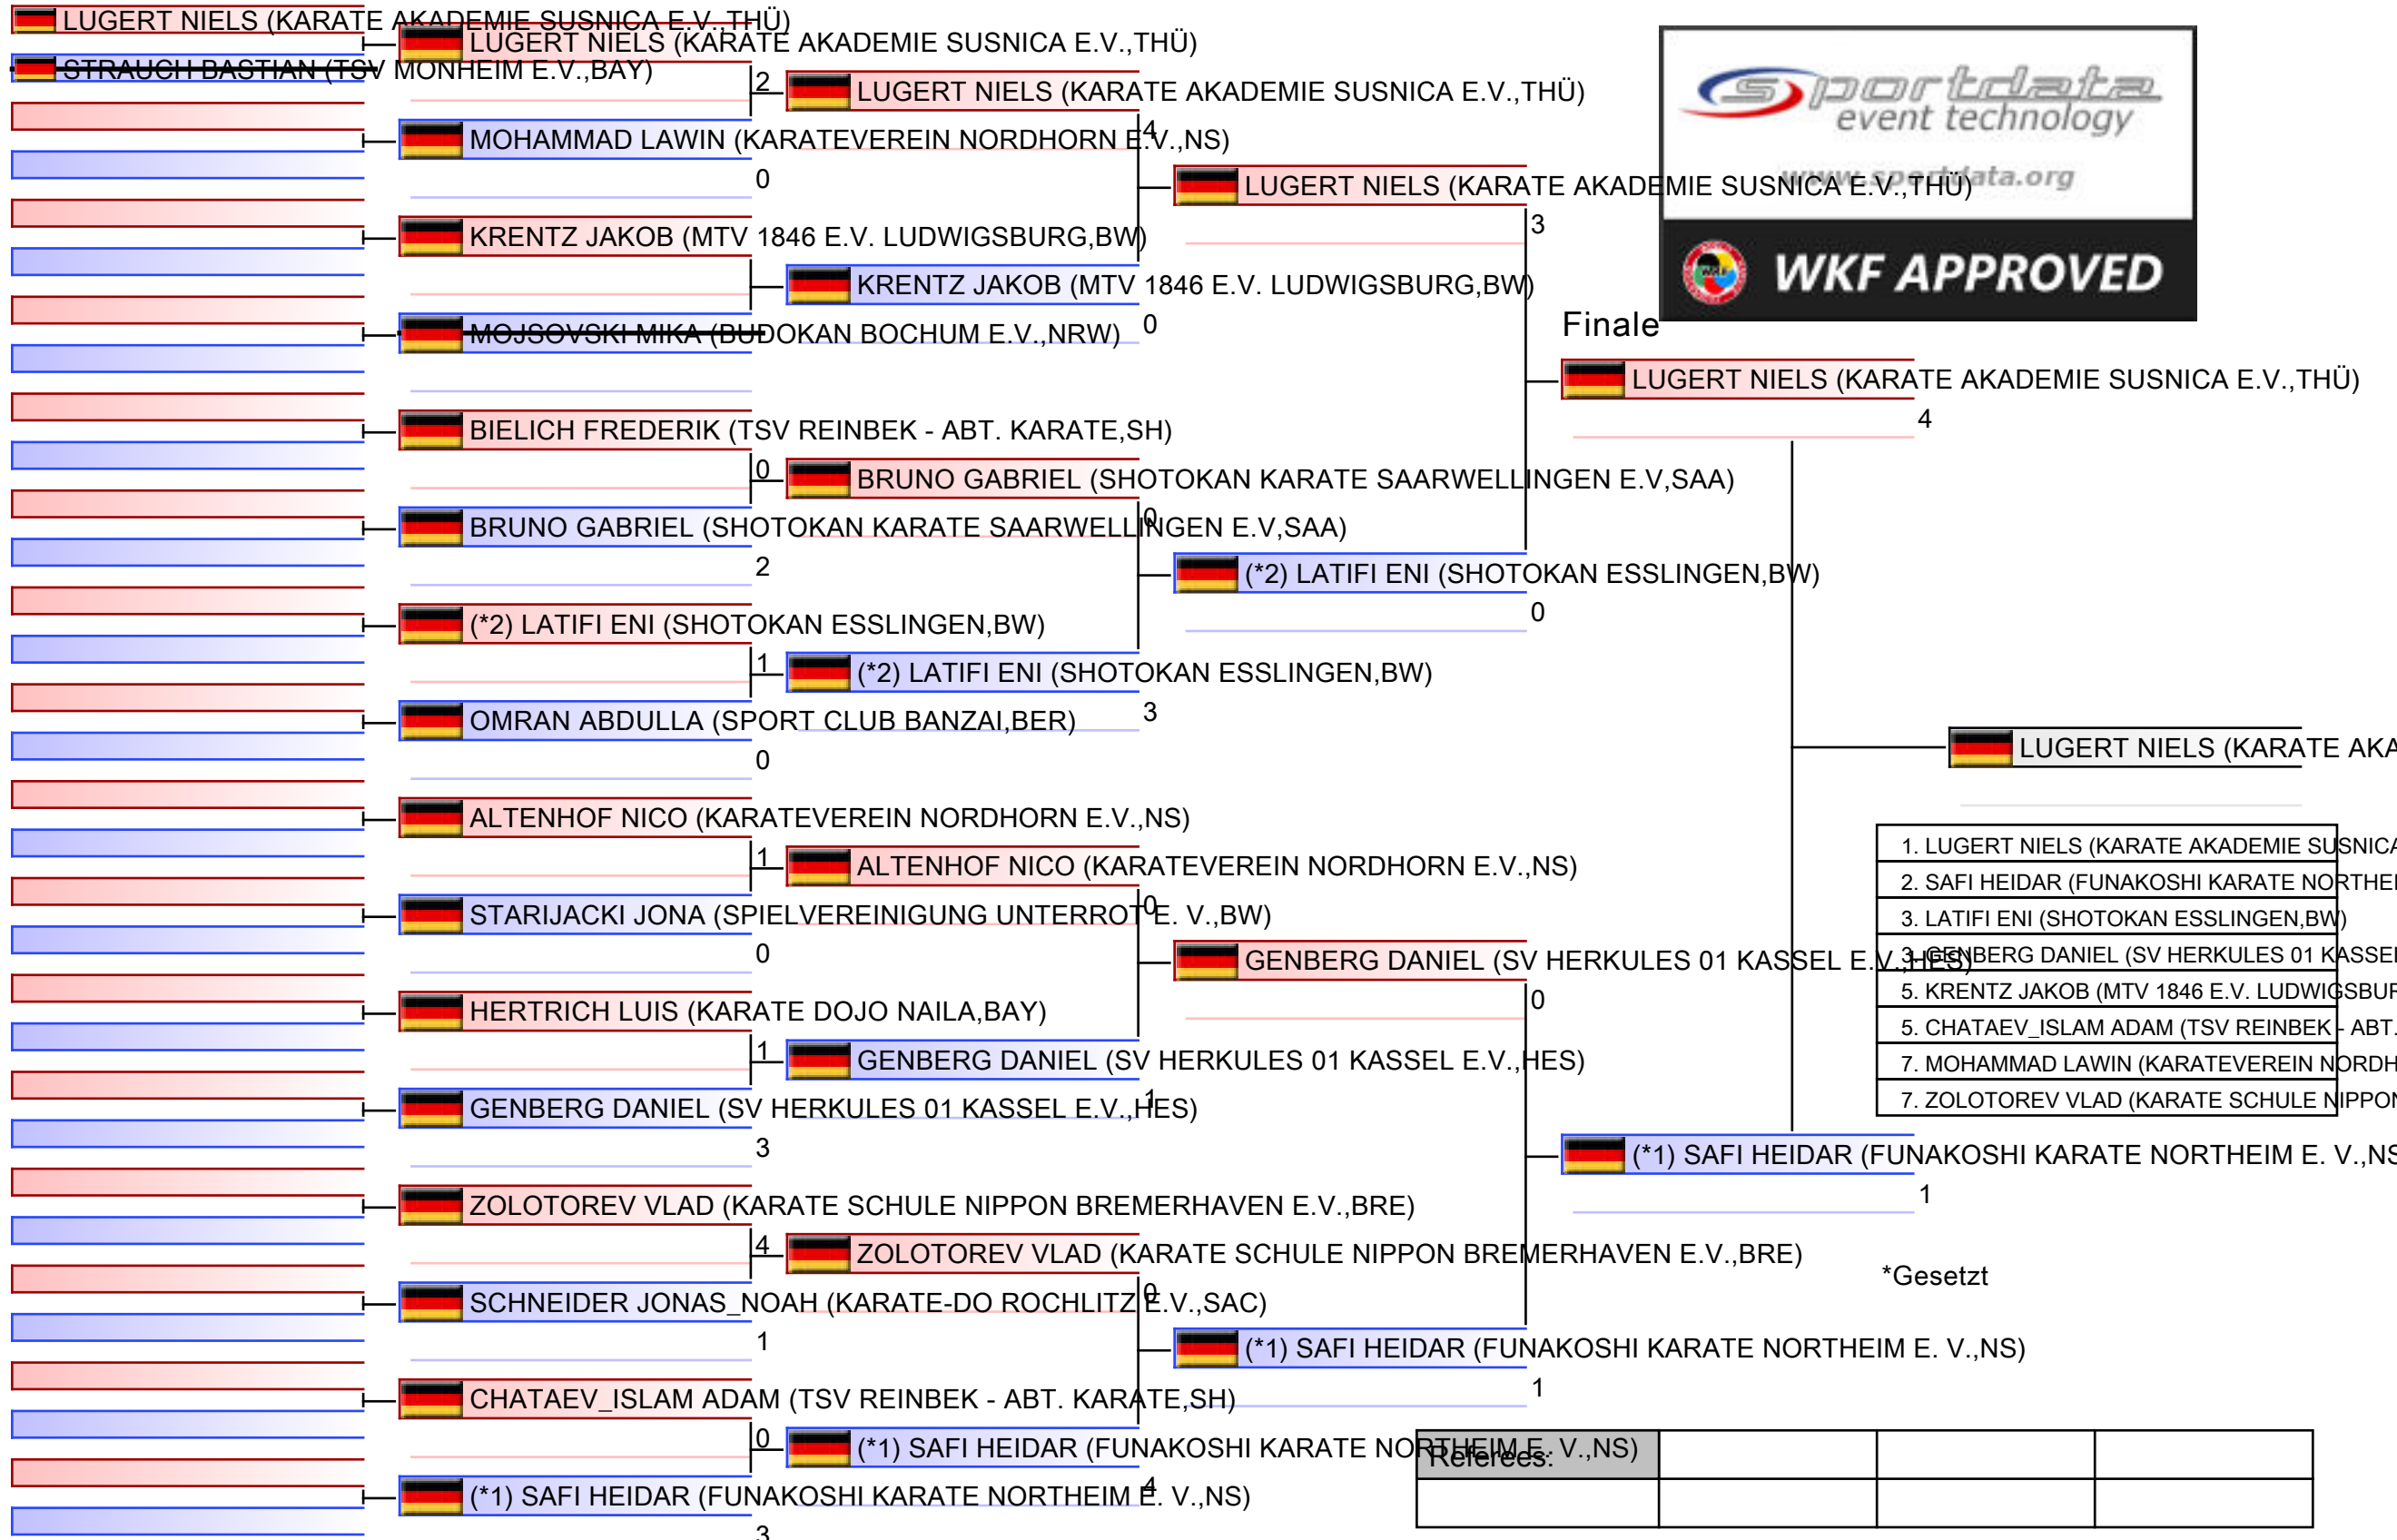 LUGERT NIELS (KARATE AKADEMIE SUSNICA E.V.,THÜ)
STRAUCH BASTIAN (TSV MONHEIM E.V.,BAY)
LUGERT NIELS (KARATE AKADEMIE SUSNICA E.V.,THÜ)
2
MOHAMMAD LAWIN (KARATEVEREIN NORDHORN E.V.,NS)
0
KRENTZ JAKOB (MTV 1846 E.V. LUDWIGSBURG,BW)
MOJSOVSKI MIKA (BUDOKAN BOCHUM E.V.,NRW)
BIELICH FREDERIK (TSV REINBEK - ABT. KARATE,SH)
0
BRUNO GABRIEL (SHOTOKAN KARATE SAARWELLINGEN E.V,SAA)
2
(*2) LATIFI ENI (SHOTOKAN ESSLINGEN,BW)
1
OMRAN ABDULLA (SPORT CLUB BANZAI,BER)
0
ALTENHOF NICO (KARATEVEREIN NORDHORN E.V.,NS)
1
STARIJACKI JONA (SPIELVEREINIGUNG UNTERROT E. V.,BW)
0
HERTRICH LUIS (KARATE DOJO NAILA,BAY)
1
GENBERG DANIEL (SV HERKULES 01 KASSEL E.V.,HES)
3
ZOLOTOREV VLAD (KARATE SCHULE NIPPON BREMERHAVEN E.V.,BRE)
4
SCHNEIDER JONAS_NOAH (KARATE-DO ROCHLITZ E.V.,SAC)
1
CHATAEV_ISLAM ADAM (TSV REINBEK - ABT. KARATE,SH)
0
(*1) SAFI HEIDAR (FUNAKOSHI KARATE NORTHEIM E. V.,NS)
3
LUGERT NIELS (KARATE AKADEMIE SUSNICA E.V.,THÜ)
4
KRENTZ JAKOB (MTV 1846 E.V. LUDWIGSBURG,BW)
0
BRUNO GABRIEL (SHOTOKAN KARATE SAARWELLINGEN E.V,SAA)
0
(*2) LATIFI ENI (SHOTOKAN ESSLINGEN,BW)
3
ALTENHOF NICO (KARATEVEREIN NORDHORN E.V.,NS)
0
GENBERG DANIEL (SV HERKULES 01 KASSEL E.V.,HES)
1
ZOLOTOREV VLAD (KARATE SCHULE NIPPON BREMERHAVEN E.V.,BRE)
0
(*1) SAFI HEIDAR (FUNAKOSHI KARATE NORTHEIM E. V.,NS)
4
LUGERT NIELS (KARATE AKADEMIE SUSNICA E.V.,THÜ)
3
(*2) LATIFI ENI (SHOTOKAN ESSLINGEN,BW)
0
GENBERG DANIEL (SV HERKULES 01 KASSEL E.V.,HES)
0
(*1) SAFI HEIDAR (FUNAKOSHI KARATE NORTHEIM E. V.,NS)
1
sportdata
event technology
www.sportdata.org
WKF APPROVED
Finale
LUGERT NIELS (KARATE AKADEMIE SUSNICA E.V.,THÜ)
4
(*1) SAFI HEIDAR (FUNAKOSHI KARATE NORTHEIM E. V.,NS
1
LUGERT NIELS (KARATE AKA
1. LUGERT NIELS (KARATE AKADEMIE SUSNICA
2. SAFI HEIDAR (FUNAKOSHI KARATE NORTHEI
3. LATIFI ENI (SHOTOKAN ESSLINGEN,BW)
3. GENBERG DANIEL (SV HERKULES 01 KASSEL
5. KRENTZ JAKOB (MTV 1846 E.V. LUDWIGSBUR
5. CHATAEV_ISLAM ADAM (TSV REINBEK - ABT.
7. MOHAMMAD LAWIN (KARATEVEREIN NORDH
7. ZOLOTOREV VLAD (KARATE SCHULE NIPPON
*Gesetzt
Referees: